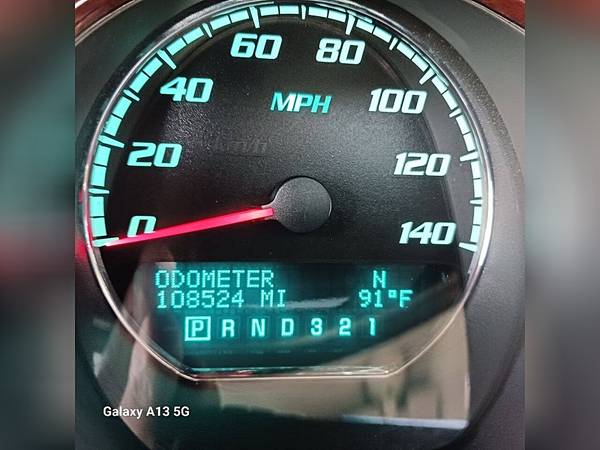 60 80
40 MPH 100
km/h
20 120
0 140
ODOMETER N
108524 MI 91°F
P R N D 3 2 1
Galaxy A13 5G